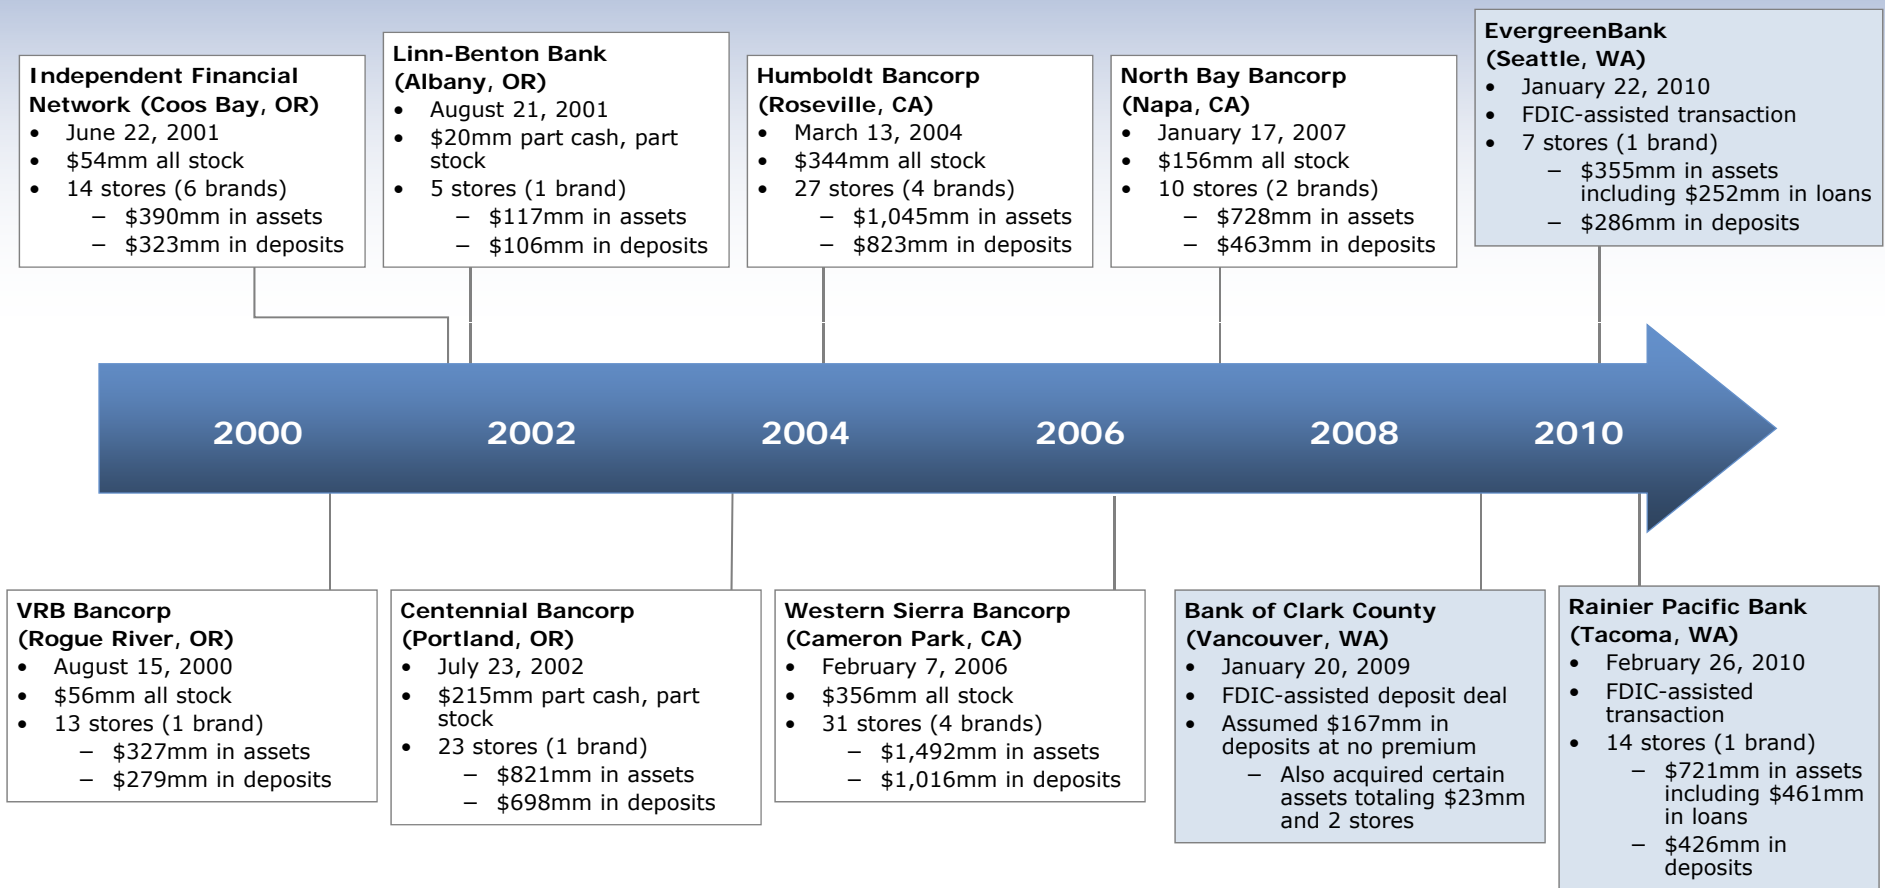 Independent Financial
Network (Coos Bay, OR)
• June 22, 2001
• $54mm all stock
• 14 stores (6 brands)
– $390mm in assets
– $323mm in deposits
Linn-Benton Bank
(Albany, OR)
• August 21, 2001
• $20mm part cash, part
stock
• 5 stores (1 brand)
– $117mm in assets
– $106mm in deposits
Humboldt Bancorp
(Roseville, CA)
• March 13, 2004
• $344mm all stock
• 27 stores (4 brands)
– $1,045mm in assets
– $823mm in deposits
North Bay Bancorp
(Napa, CA)
• January 17, 2007
• $156mm all stock
• 10 stores (2 brands)
– $728mm in assets
– $463mm in deposits
EvergreenBank
(Seattle, WA)
• January 22, 2010
• FDIC-assisted transaction
• 7 stores (1 brand)
– $355mm in assets
including $252mm in loans
– $286mm in deposits
2000 2002 2004 2006 2008 2010
VRB Bancorp
(Rogue River, OR)
• August 15, 2000
• $56mm all stock
• 13 stores (1 brand)
– $327mm in assets
– $279mm in deposits
Centennial Bancorp
(Portland, OR)
• July 23, 2002
• $215mm part cash, part
stock
• 23 stores (1 brand)
– $821mm in assets
– $698mm in deposits
Western Sierra Bancorp
(Cameron Park, CA)
• February 7, 2006
• $356mm all stock
• 31 stores (4 brands)
– $1,492mm in assets
– $1,016mm in deposits
Bank of Clark County
(Vancouver, WA)
• January 20, 2009
• FDIC-assisted deposit deal
• Assumed $167mm in
deposits at no premium
– Also acquired certain
assets totaling $23mm
and 2 stores
Rainier Pacific Bank
(Tacoma, WA)
• February 26, 2010
• FDIC-assisted
transaction
• 14 stores (1 brand)
– $721mm in assets
including $461mm
in loans
– $426mm in
deposits